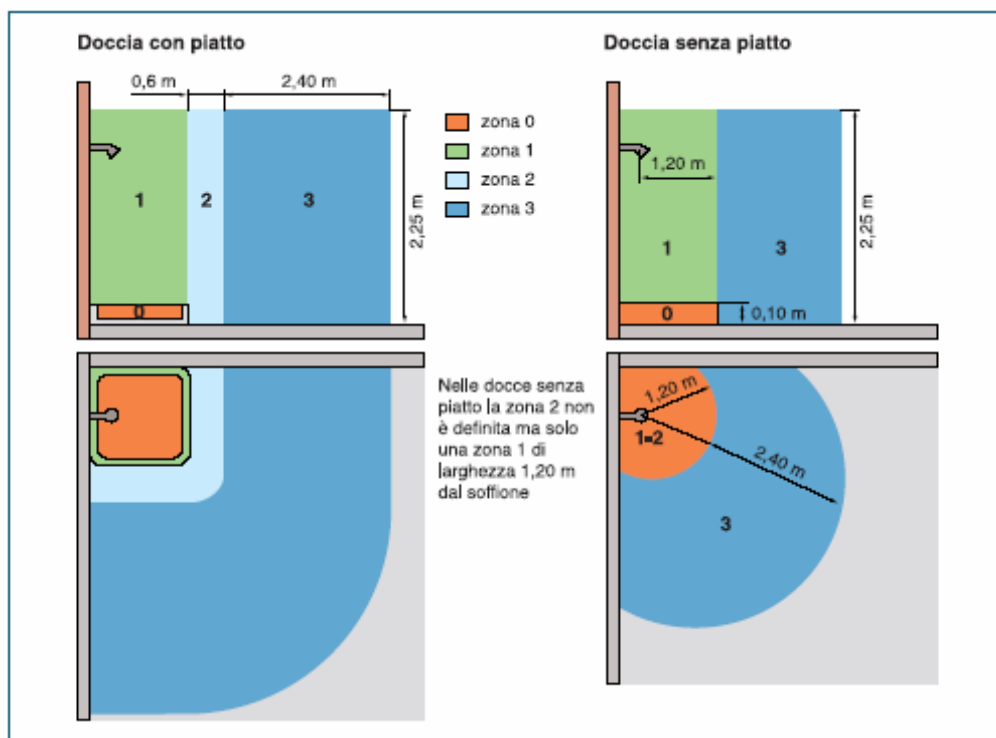 Doccia con piatto
0,6 m
2,40 m
1
2
3
0
2,25 m
zona 0
zona 1
zona 2
zona 3
Doccia senza piatto
1,20 m
1
3
0
0,10 m
2,25 m
Nelle docce senza
piatto la zona 2 non
è definita ma solo
una zona 1 di
larghezza 1,20 m
dal soffione
1,20 m
1=2
2,40 m
3